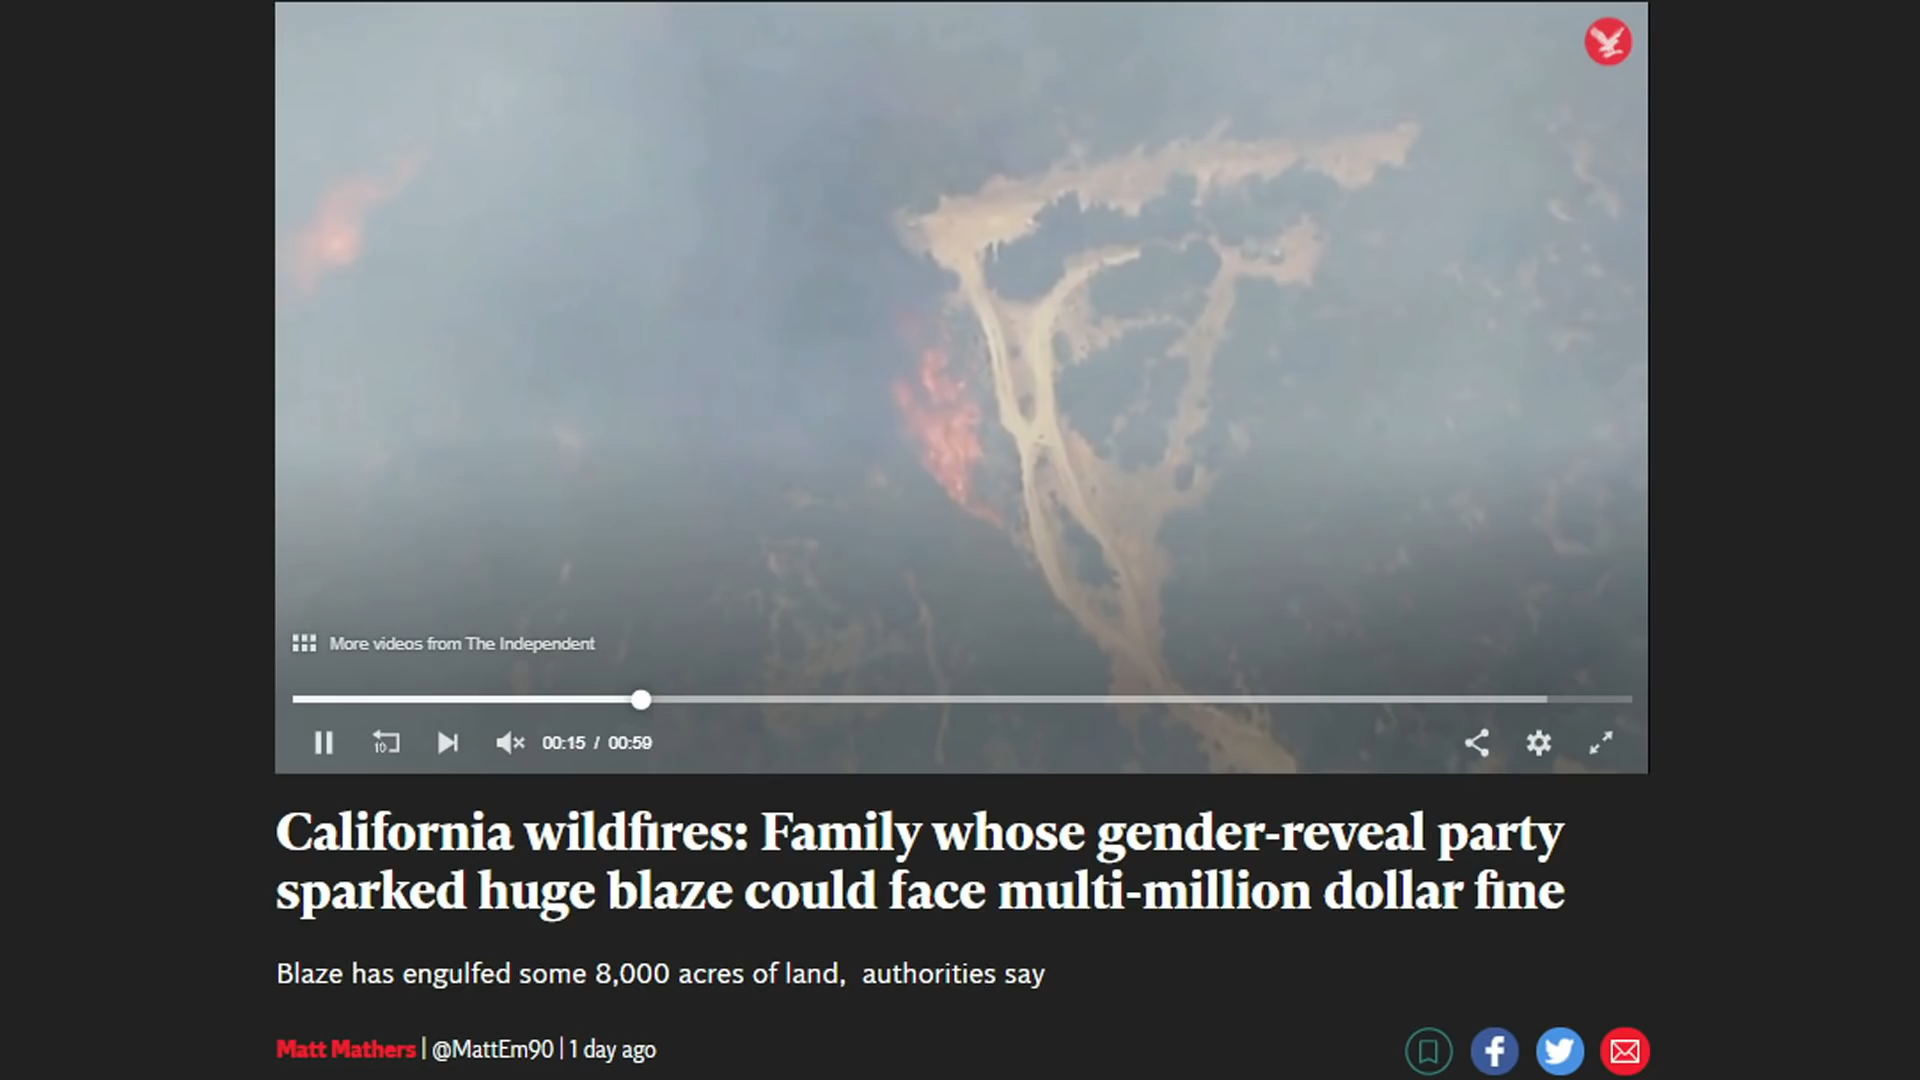 More videos from The Independent
10
00:15 / 00:59
California wildfires: Family whose gender-reveal party
sparked huge blaze could face multi-million dollar fine
Blaze has engulfed some 8,000 acres of land, authorities say
Matt Mathers | @MattEm90 | 1 day ago